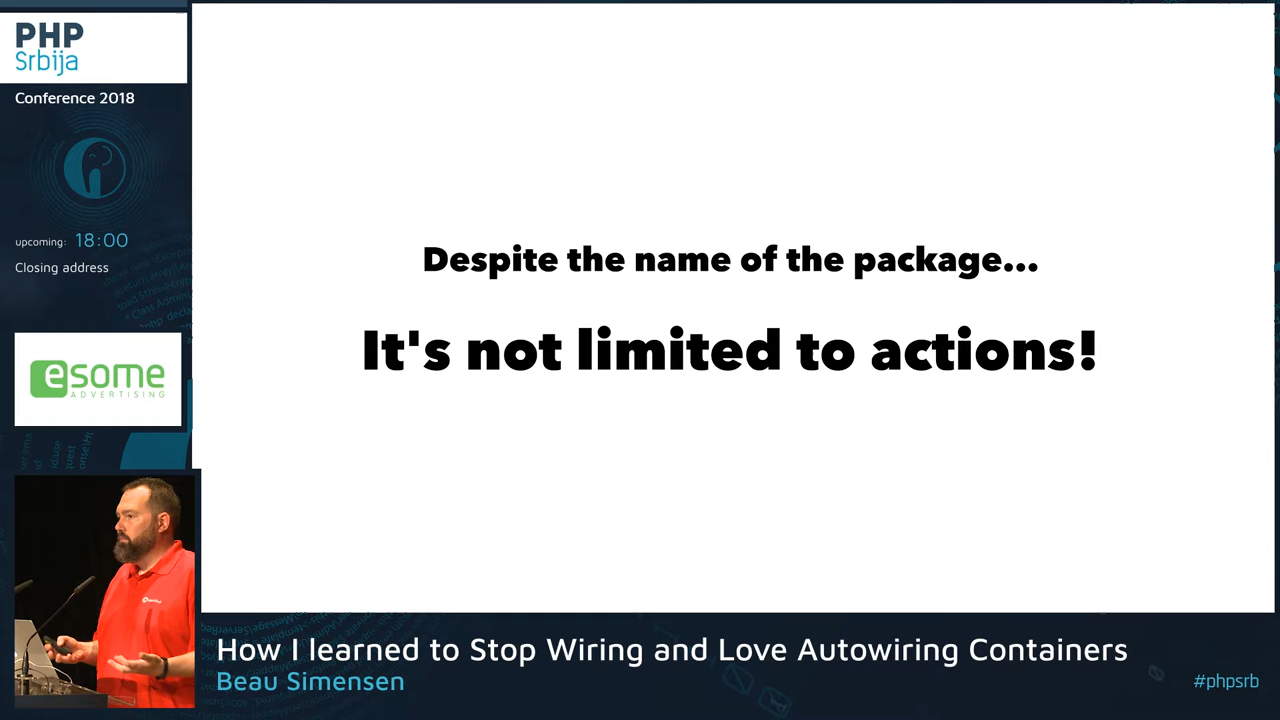 PHP
Srbija
Conference 2018
upcoming: 18:00
Closing address
esome
ADVERTISING
Despite the name of the package...
It's not limited to actions!
How I learned to Stop Wiring and Love Autowiring Containers
Beau Simensen
#phpsrb